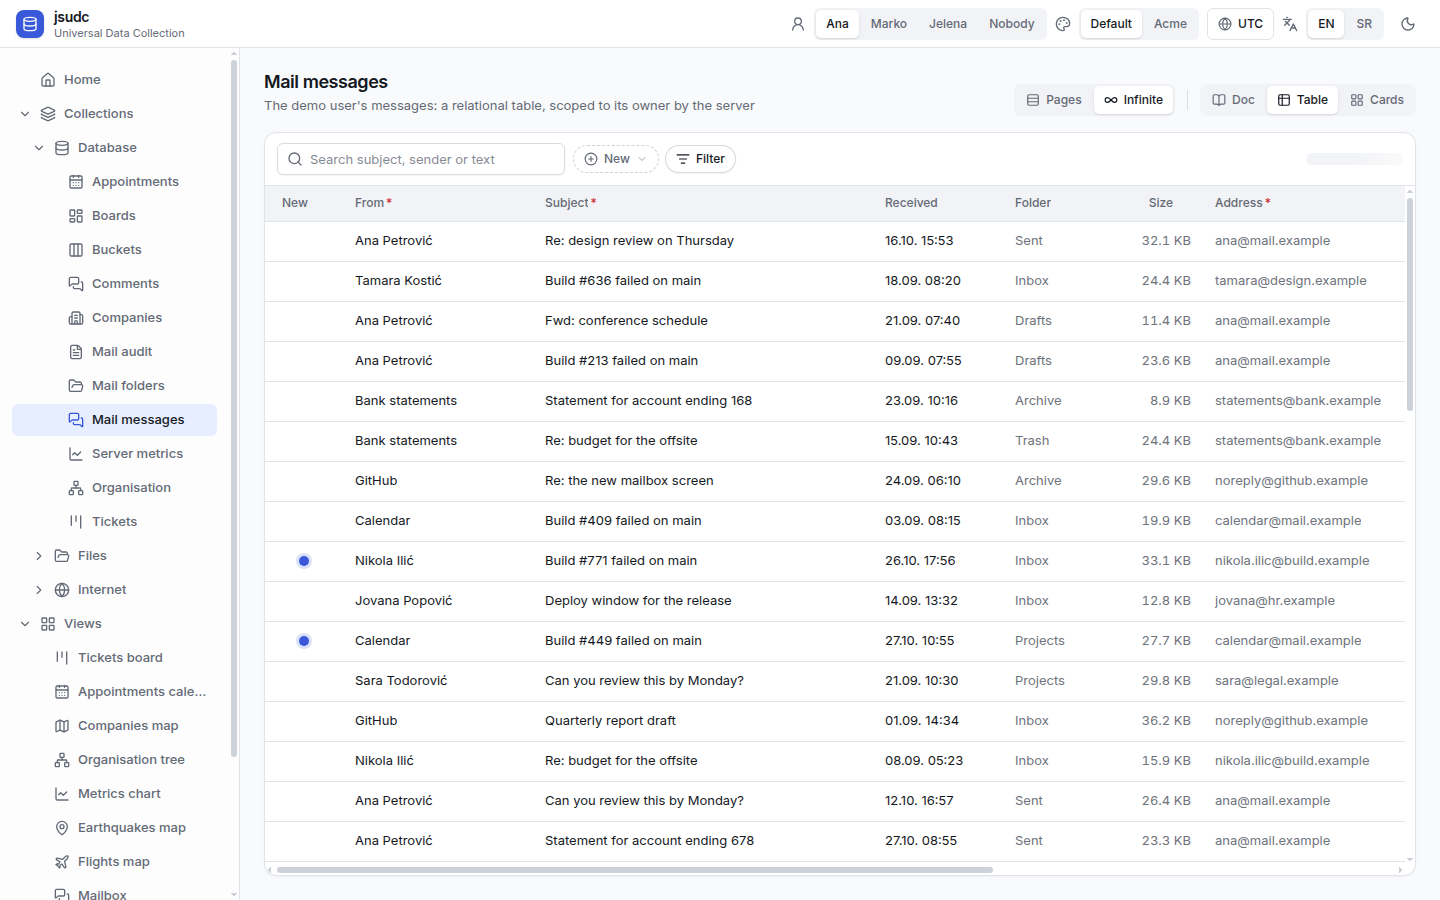 jsudc
Universal Data Collection
Ana Marko Jelena Nobody Default Acme UTC EN SR
Home
Collections
Database
Appointments
Boards
Buckets
Comments
Companies
Mail audit
Mail folders
Mail messages
Server metrics
Organisation
Tickets
Files
Internet
Views
Tickets board
Appointments cale...
Companies map
Organisation tree
Metrics chart
Earthquakes map
Flights map
Mailbox
Mail messages
The demo user's messages: a relational table, scoped to its owner by the server
Pages Infinite Doc Table Cards
Search subject, sender or text New Filter
New From* Subject* Received Folder Size Address*
Ana Petrović Re: design review on Thursday 16.10. 15:53 Sent 32.1 KB ana@mail.example
Tamara Kostić Build #636 failed on main 18.09. 08:20 Inbox 24.4 KB tamara@design.example
Ana Petrović Fwd: conference schedule 21.09. 07:40 Drafts 11.4 KB ana@mail.example
Ana Petrović Build #213 failed on main 09.09. 07:55 Drafts 23.6 KB ana@mail.example
Bank statements Statement for account ending 168 23.09. 10:16 Archive 8.9 KB statements@bank.example
Bank statements Re: budget for the offsite 15.09. 10:43 Trash 24.4 KB statements@bank.example
GitHub Re: the new mailbox screen 24.09. 06:10 Archive 29.6 KB noreply@github.example
Calendar Build #409 failed on main 03.09. 08:15 Inbox 19.9 KB calendar@mail.example
Nikola Ilić Build #771 failed on main 26.10. 17:56 Inbox 33.1 KB nikola.ilic@build.example
Jovana Popović Deploy window for the release 14.09. 13:32 Inbox 12.8 KB jovana@hr.example
Calendar Build #449 failed on main 27.10. 10:55 Projects 27.7 KB calendar@mail.example
Sara Todorović Can you review this by Monday? 21.09. 10:30 Projects 29.8 KB sara@legal.example
GitHub Quarterly report draft 01.09. 14:34 Inbox 36.2 KB noreply@github.example
Nikola Ilić Re: budget for the offsite 08.09. 05:23 Inbox 15.9 KB nikola.ilic@build.example
Ana Petrović Can you review this by Monday? 12.10. 16:57 Sent 26.4 KB ana@mail.example
Ana Petrović Statement for account ending 678 27.10. 08:55 Sent 23.3 KB ana@mail.example